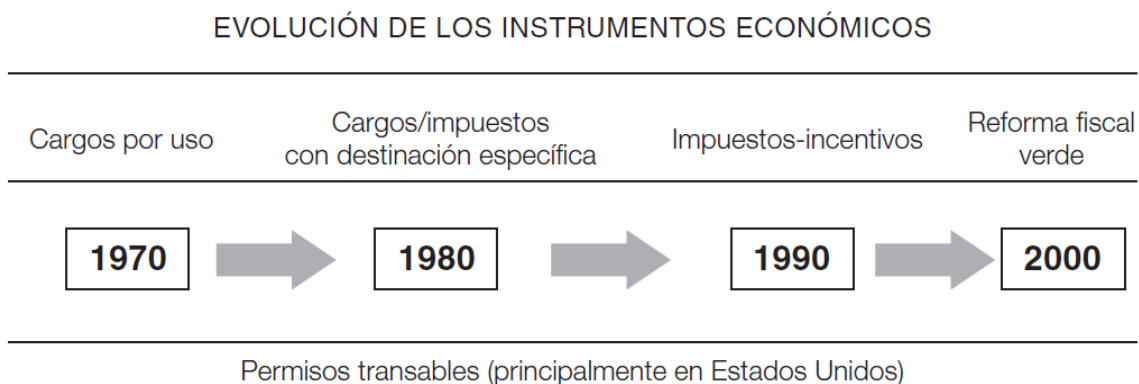 EVOLUCIÓN DE LOS INSTRUMENTOS ECONÓMICOS
Cargos por uso
Cargos/impuestos
con destinación específica
Impuestos-incentivos
Reforma fiscal
verde
1970
1980
1990
2000
Permisos transables (principalmente en Estados Unidos)